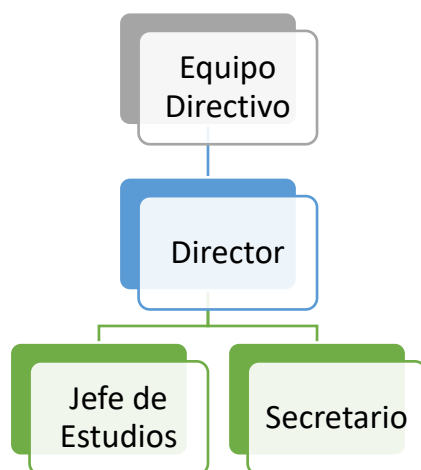 Equipo
Directivo
Director
Jefe de
Estudios
Secretario